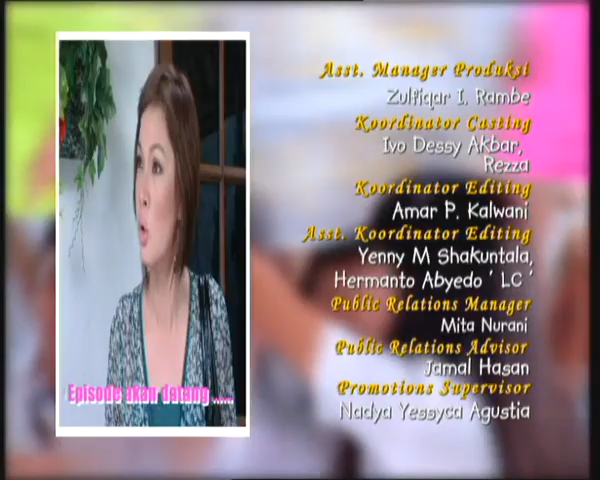 Asst. Manager Produksi
Zulfiqar I. Rambe
Koordinator Casting
Ivo Dessy Akbar,
Rezza
Koordinator Editing
Amar P. Kalwani
Asst. Koordinator Editing
Yenny M Shakuntala,
Hermanto Abyedo ' LC '
Public Relations Manager
Mita Nurani
Public Relations Advisor
Jamal Hasan
Promotions Supervisor
Nadya Yessyca Agustia
Episode akan datang .....